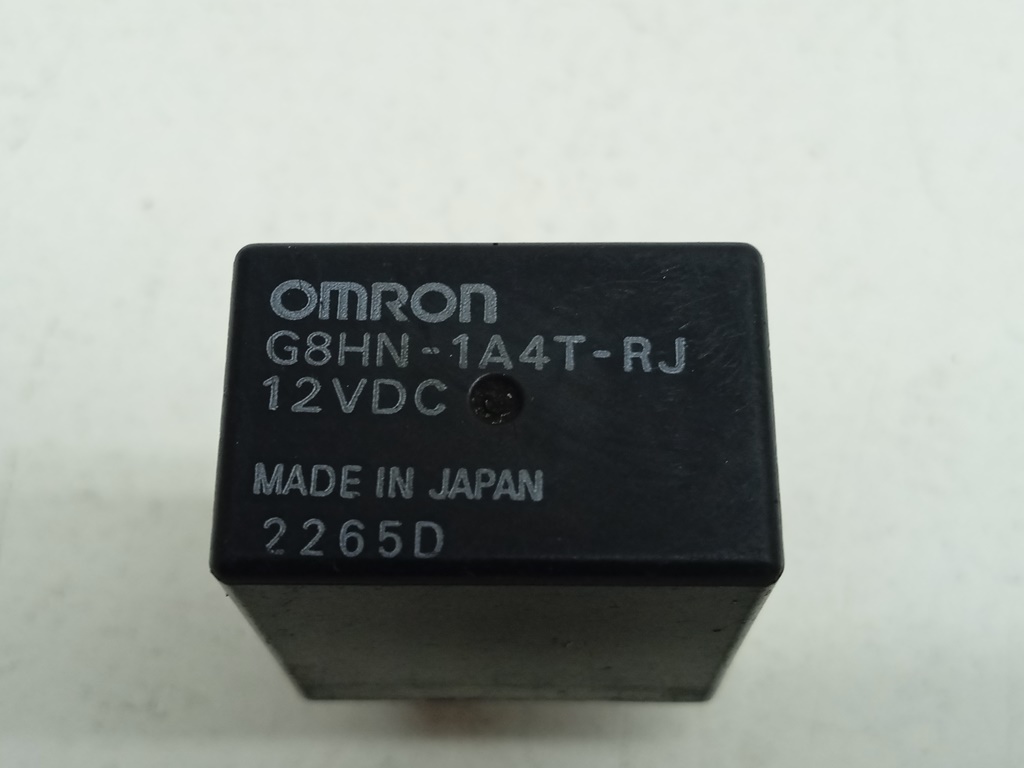 OMRON
G8HN-1A4T-RJ
12VDC
MADE IN JAPAN
2265D